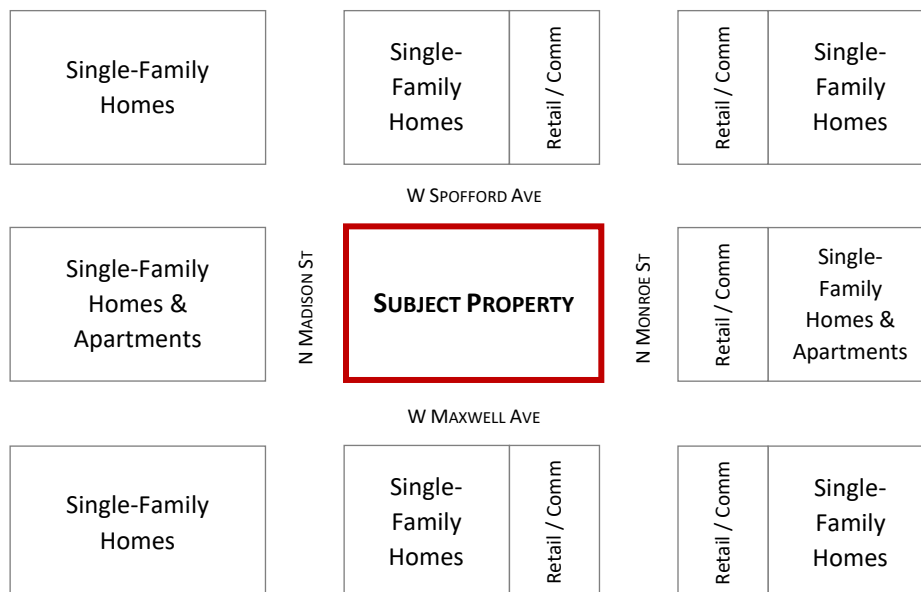 Single-Family
Homes
Single-
Family
Homes
Retail / Comm
Retail / Comm
Single-
Family
Homes
W SPOFFORD AVE
Single-Family
Homes &
Apartments
N MADISON ST
SUBJECT PROPERTY
N MONROE ST
Retail / Comm
Single-
Family
Homes &
Apartments
W MAXWELL AVE
Single-Family
Homes
Single-
Family
Homes
Retail / Comm
Retail / Comm
Single-
Family
Homes